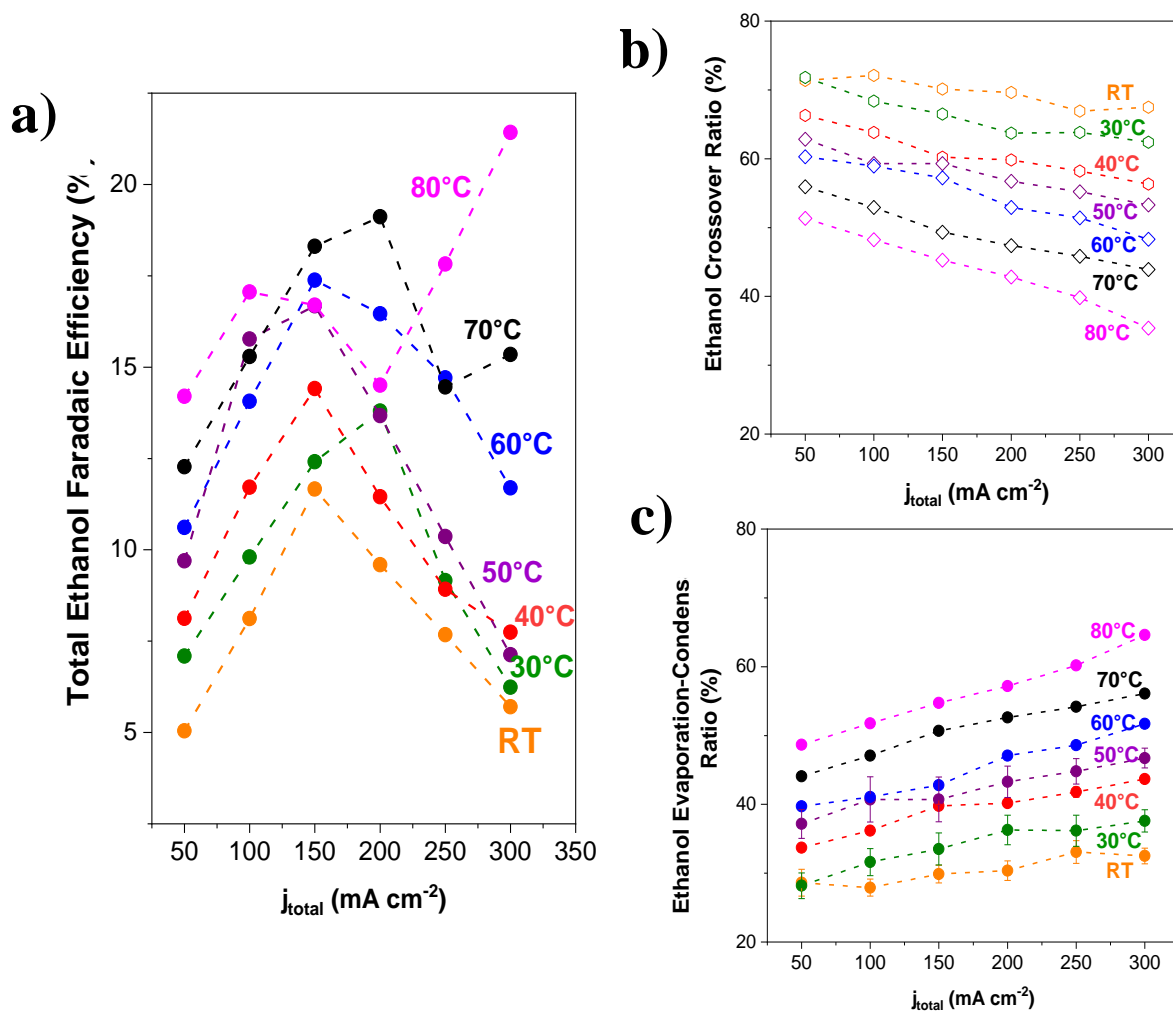 a)
Total Ethanol Faradaic Efficiency (%)
20
15
10
5
80°C
70°C
60°C
50°C
40°C
30°C
RT
50 100 150 200 250 300 350
jtotal (mA cm-2)
b)
Ethanol Crossover Ratio (%)
80
60
40
20
RT
30°C
40°C
50°C
60°C
70°C
80°C
50 100 150 200 250 300
jtotal (mA cm-2)
c)
Ethanol Evaporation-Condens
Ratio (%)
80
60
40
20
80°C
70°C
60°C
50°C
40°C
30°C
RT
50 100 150 200 250 300
jtotal (mA cm-2)